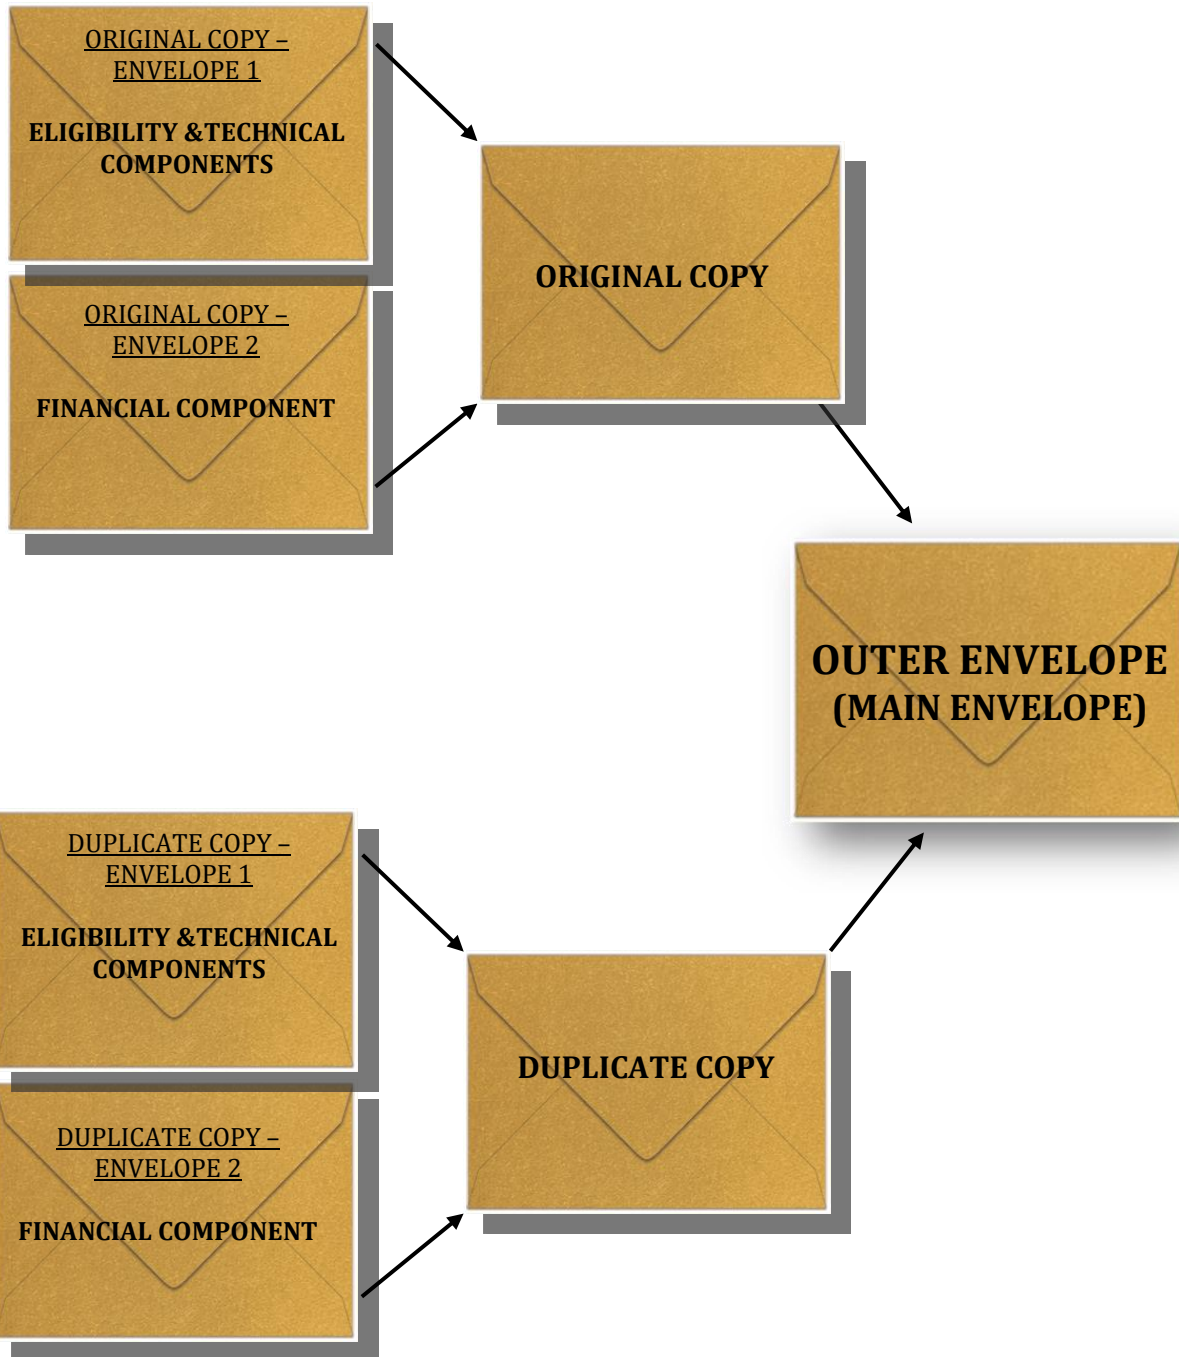 ORIGINAL COPY –
ENVELOPE 1
ELIGIBILITY &TECHNICAL
COMPONENTS
ORIGINAL COPY –
ENVELOPE 2
FINANCIAL COMPONENT
ORIGINAL COPY
OUTER ENVELOPE
(MAIN ENVELOPE)
DUPLICATE COPY –
ENVELOPE 1
ELIGIBILITY &TECHNICAL
COMPONENTS
DUPLICATE COPY –
ENVELOPE 2
FINANCIAL COMPONENT
DUPLICATE COPY